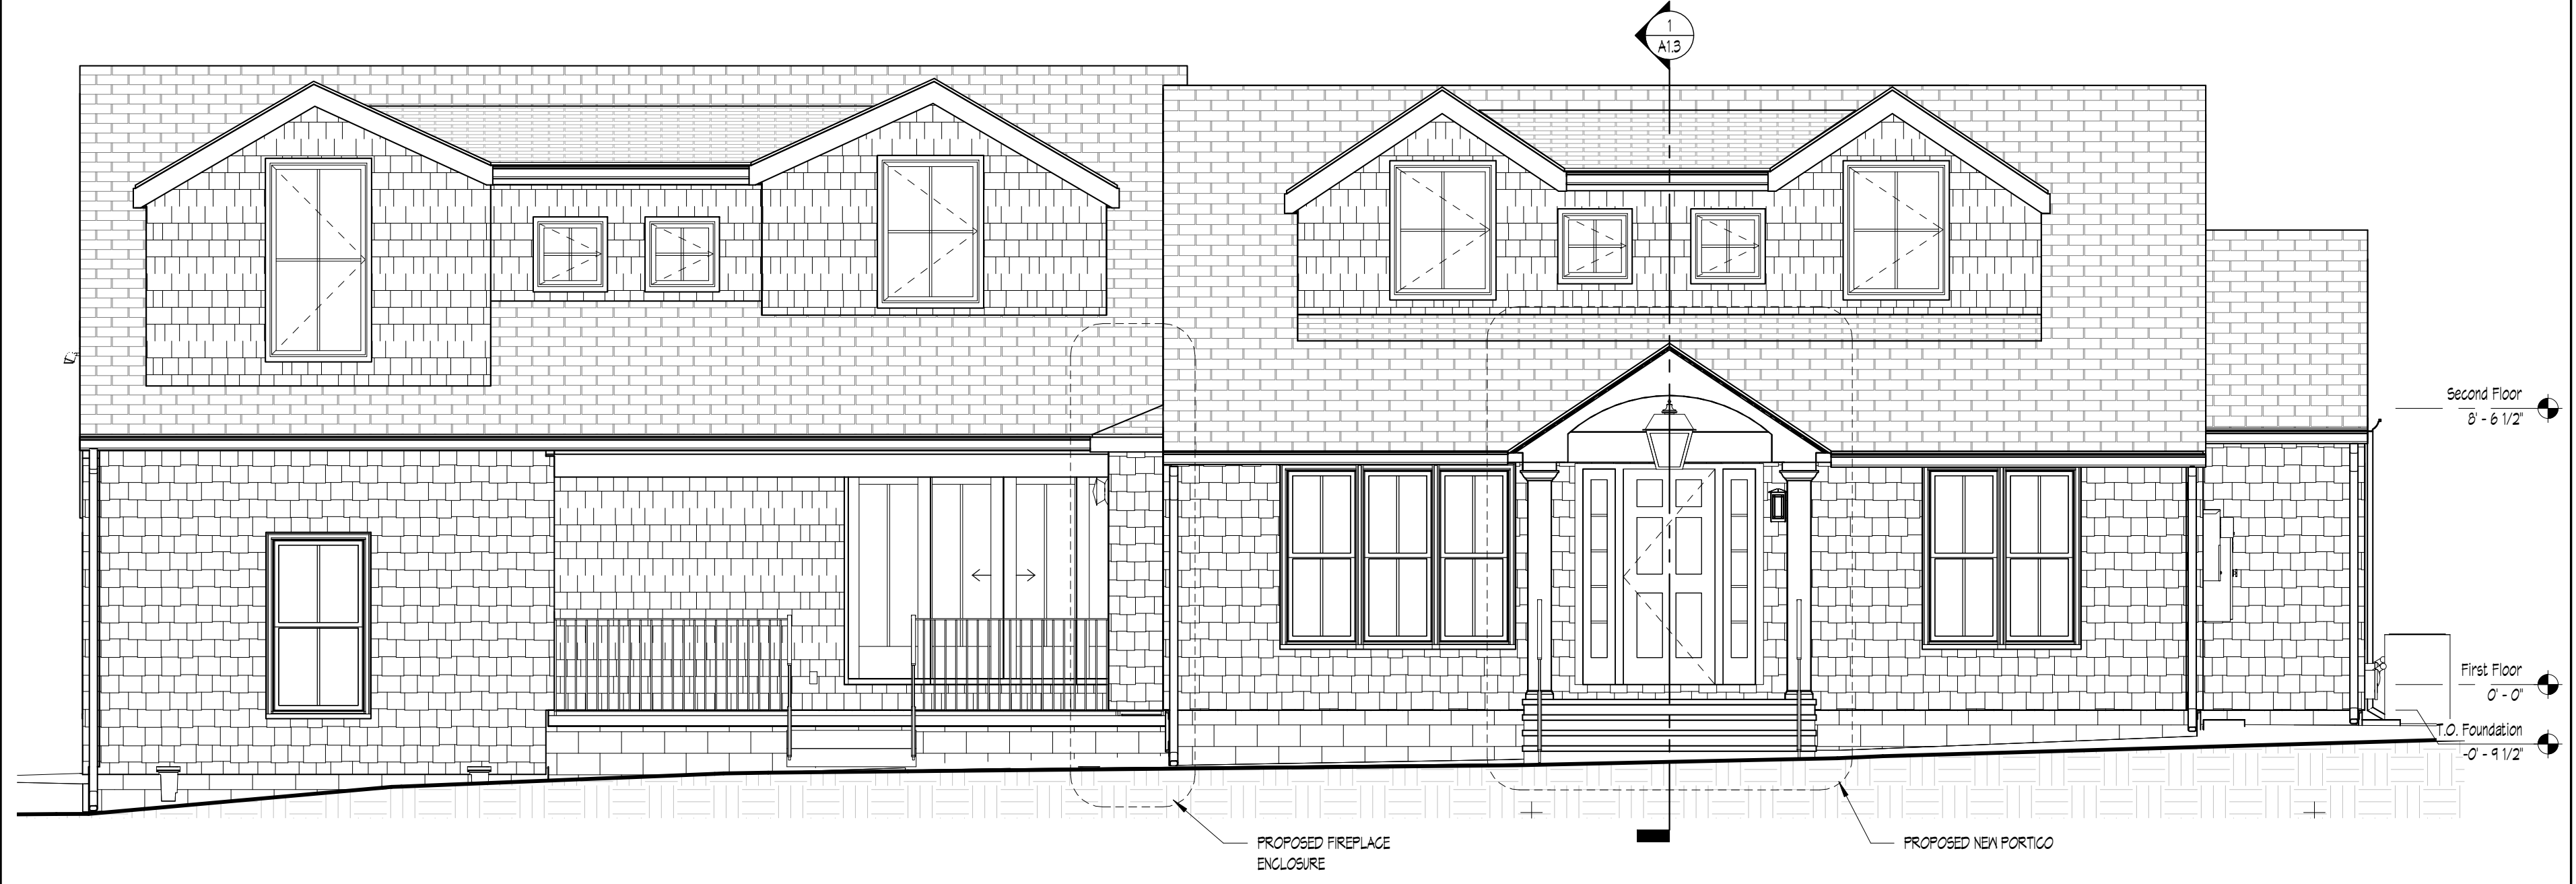 1
A1.3
Second Floor
8' - 6 1/2"
First Floor
0' - 0"
T.O. Foundation
-0' - 9 1/2"
PROPOSED FIREPLACE
ENCLOSURE
PROPOSED NEW PORTICO